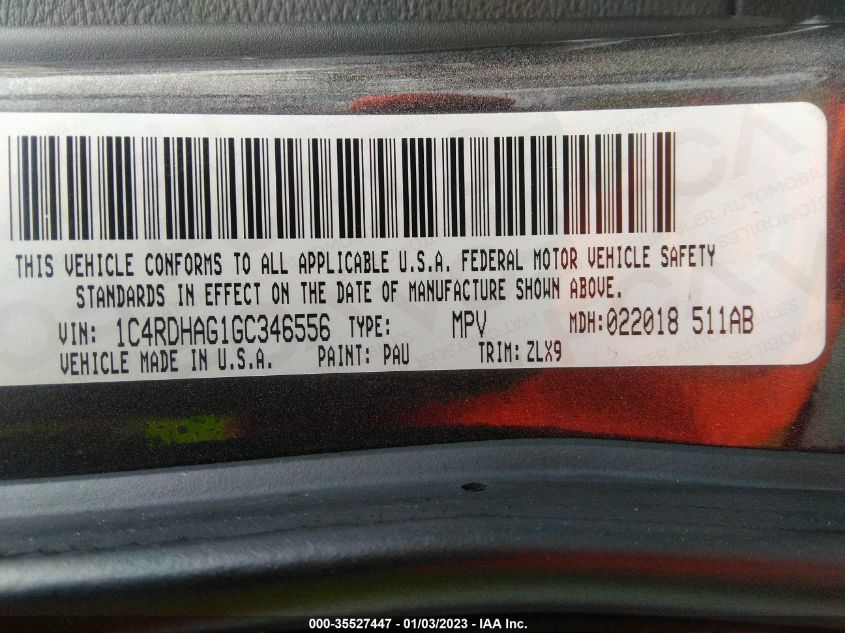 THIS VEHICLE CONFORMS TO ALL APPLICABLE U.S.A. FEDERAL MOTOR VEHICLE SAFETY
STANDARDS IN EFFECT ON THE DATE OF MANUFACTURE SHOWN ABOVE.
VIN: 1C4RDHAG1GC346556 TYPE: MPV MDH:022018 511AB
VEHICLE MADE IN U.S.A. PAINT: PAU TRIM: ZLX9
000-35527447 - 01/03/2023 - IAA Inc.